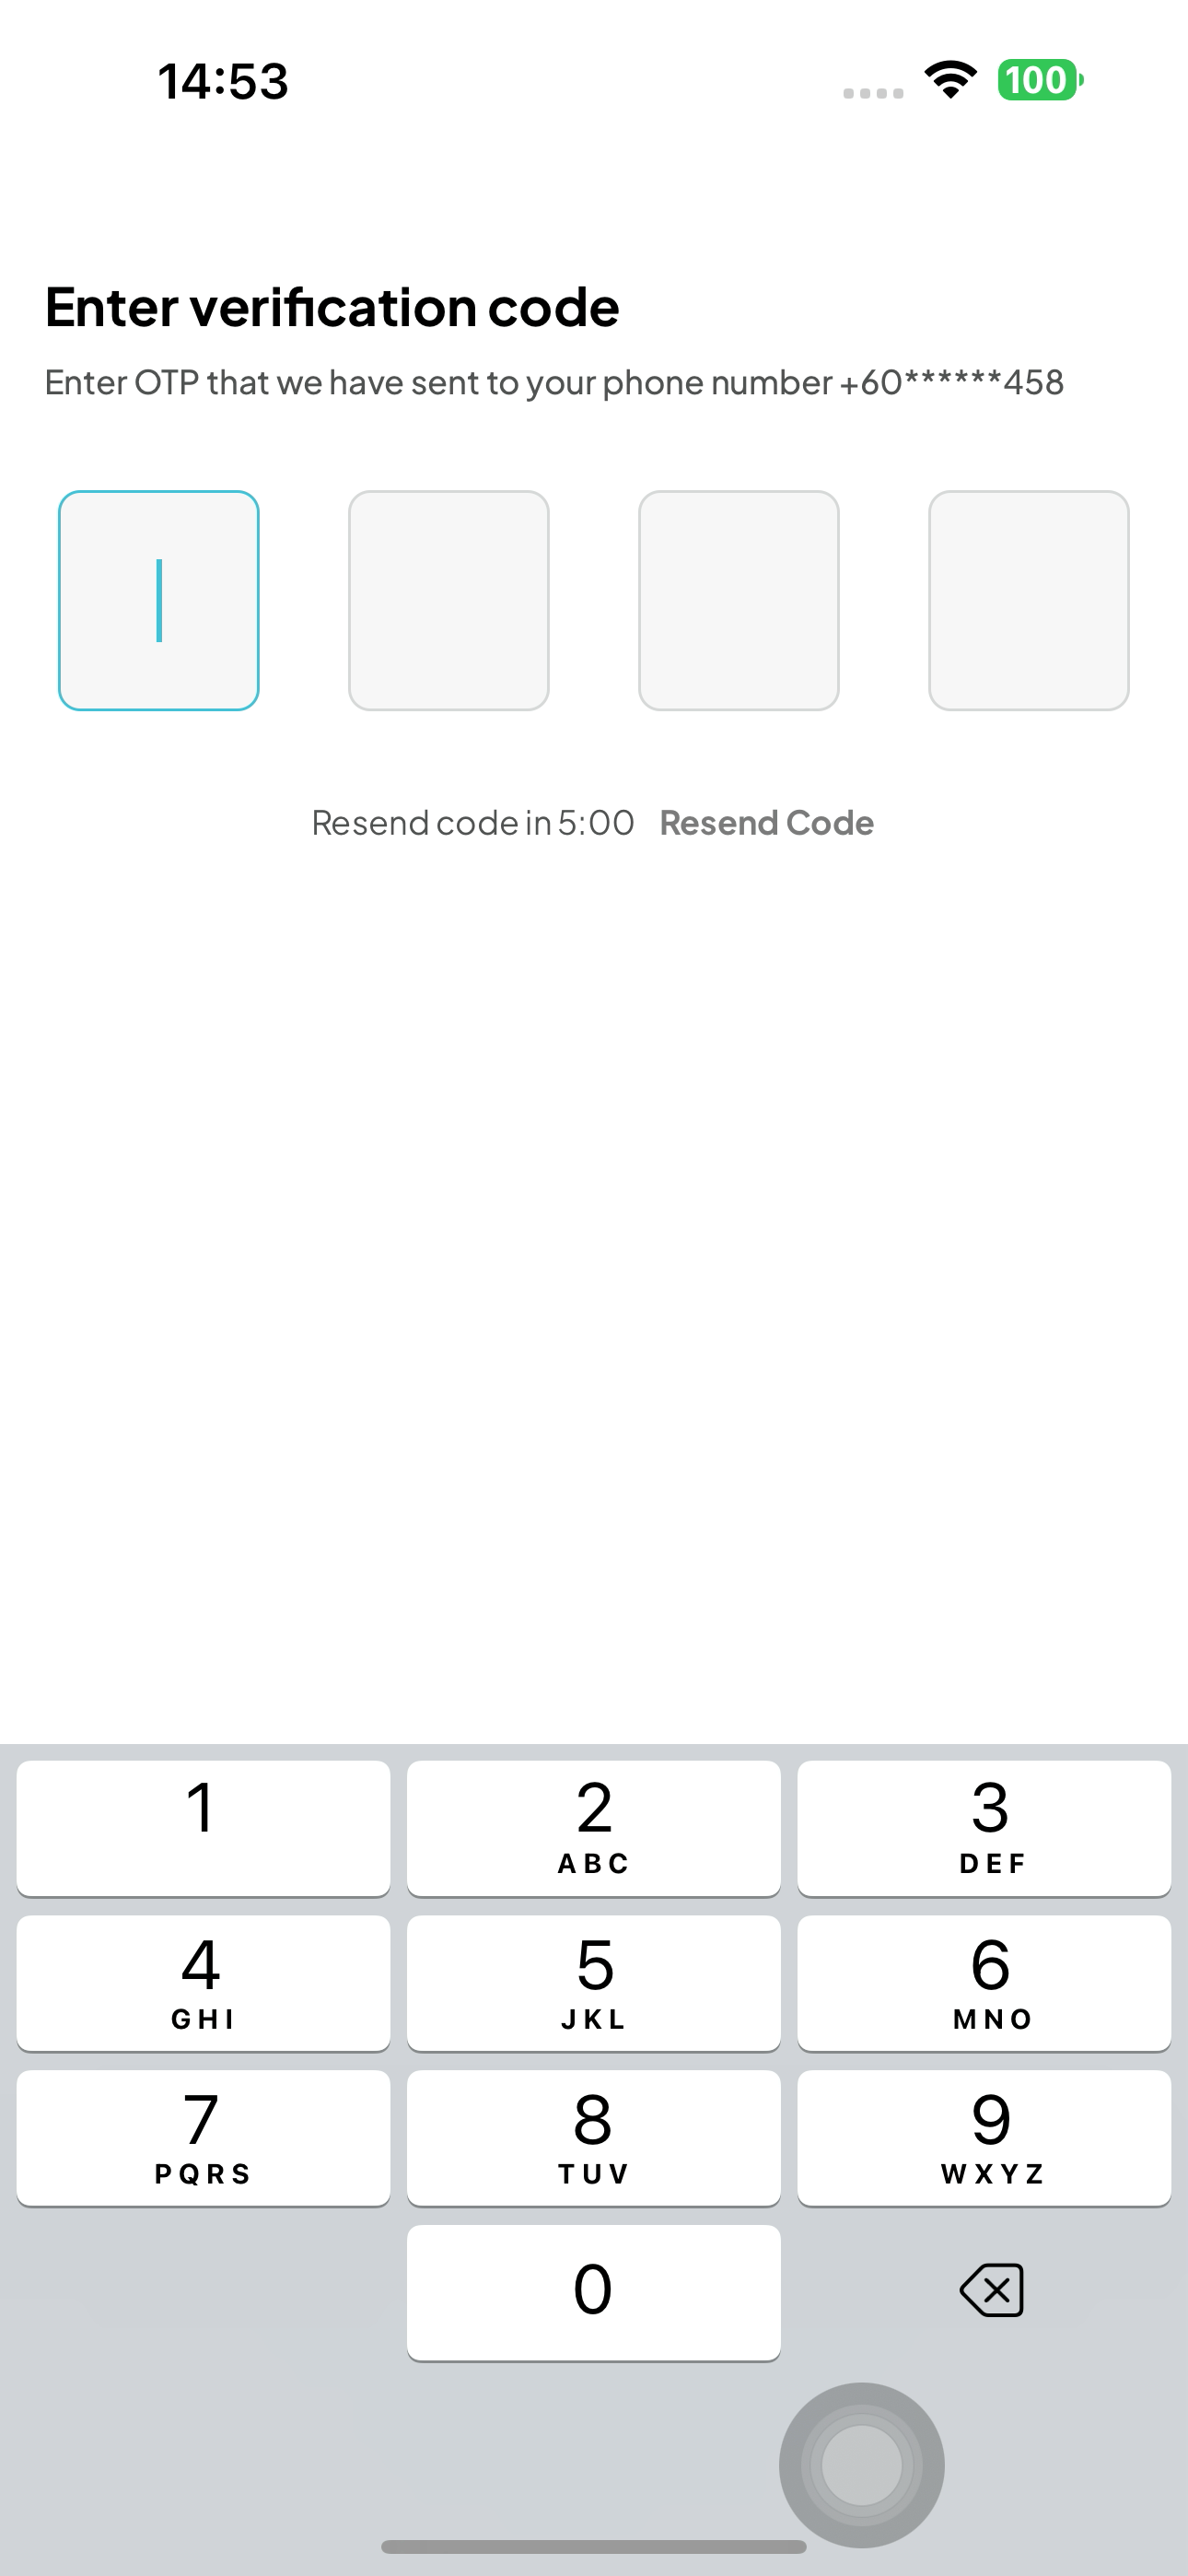 14:53
100
Enter verification code
Enter OTP that we have sent to your phone number +60******458
Resend code in 5:00 Resend Code
1 2 3
ABC DEF
4 5 6
GHI JKL MNO
7 8 9
PQRS TUV WXYZ
0